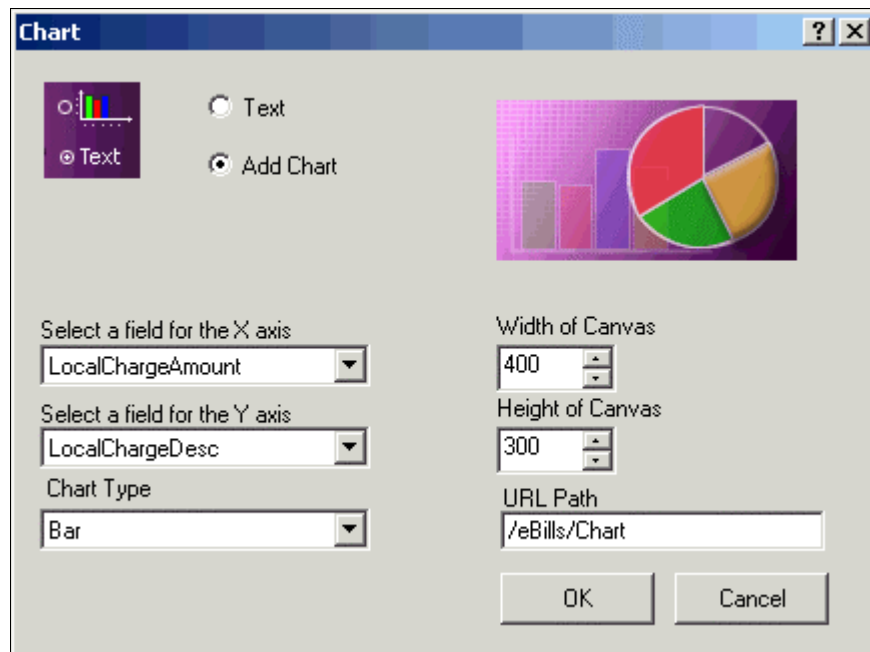 Chart
Text
Text
Add Chart
Select a field for the X axis
LocalChargeAmount
Select a field for the Y axis
LocalChargeDesc
Chart Type
Bar
Width of Canvas
400
Height of Canvas
300
URL Path
/eBills/Chart
OK
Cancel